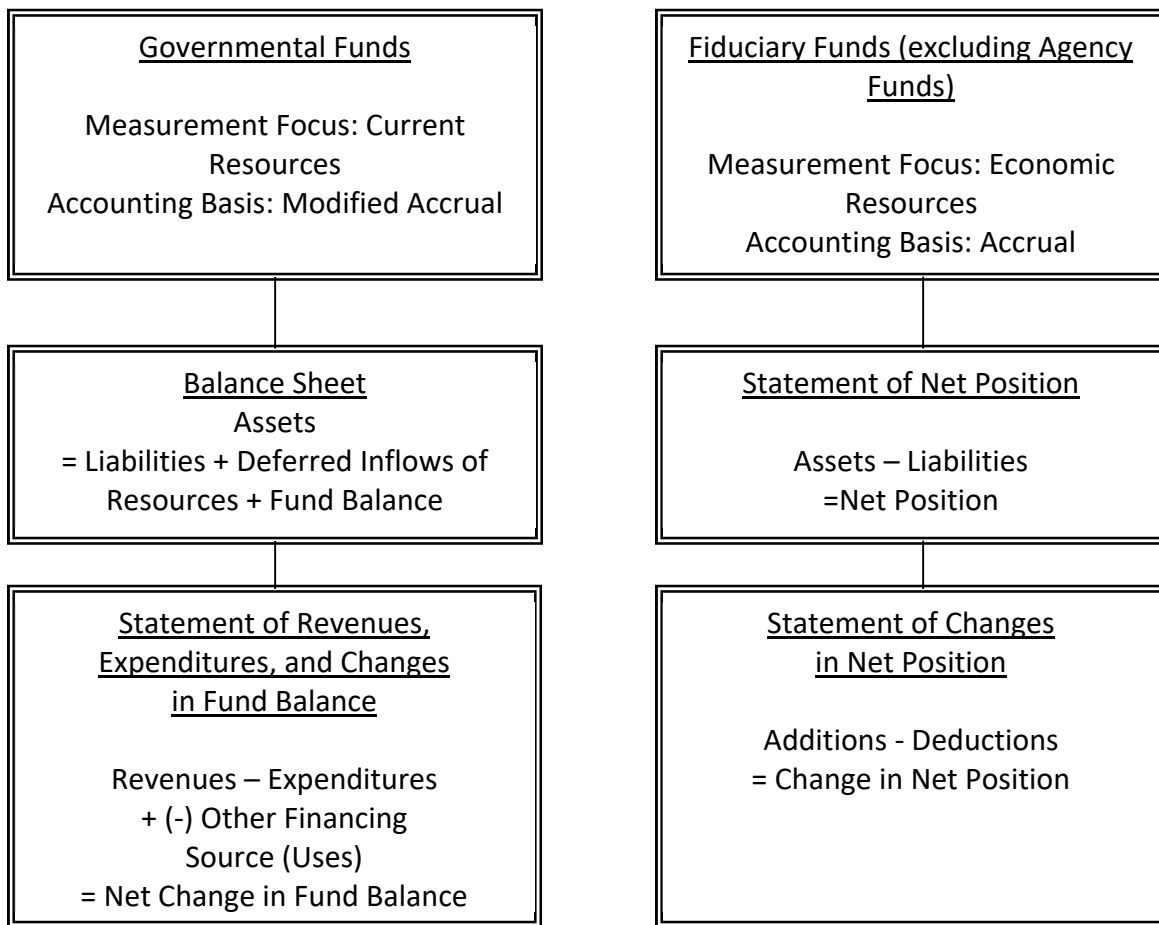 Governmental Funds
Measurement Focus: Current
Resources
Accounting Basis: Modified Accrual
Balance Sheet
Assets
= Liabilities + Deferred Inflows of
Resources + Fund Balance
Statement of Revenues,
Expenditures, and Changes
in Fund Balance
Revenues – Expenditures
+ (-) Other Financing
Source (Uses)
= Net Change in Fund Balance
Fiduciary Funds (excluding Agency
Funds)
Measurement Focus: Economic
Resources
Accounting Basis: Accrual
Statement of Net Position
Assets – Liabilities
=Net Position
Statement of Changes
in Net Position
Additions - Deductions
= Change in Net Position